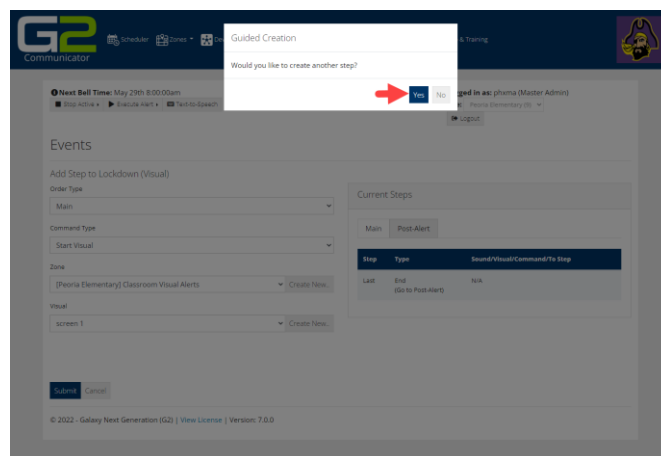 G2
Communicator
Scheduler
Zones
De
Guided Creation
& Training
Would you like to create another step?
Yes No
Next Bell Time: May 29th 8:00:00am
ged in as: phxma (Master Admin)
Stop Active
Execute Alert
Text-to-Speech
Peoria Elementary (8)
Logout
Events
Add Step to Lockdown (Visual)
Order Type
Main
Command Type
Start Visual
Zone
[Peoria Elementary] Classroom Visual Alerts
Create New..
Visual
screen 1
Create New..
Current Steps
Main Post-Alert
Step Type Sound/Visual/Command/To Step
Last End N/A
(Go to Post-Alert)
Submit Cancel
© 2022 - Galaxy Next Generation (G2) | View License | Version: 7.0.0